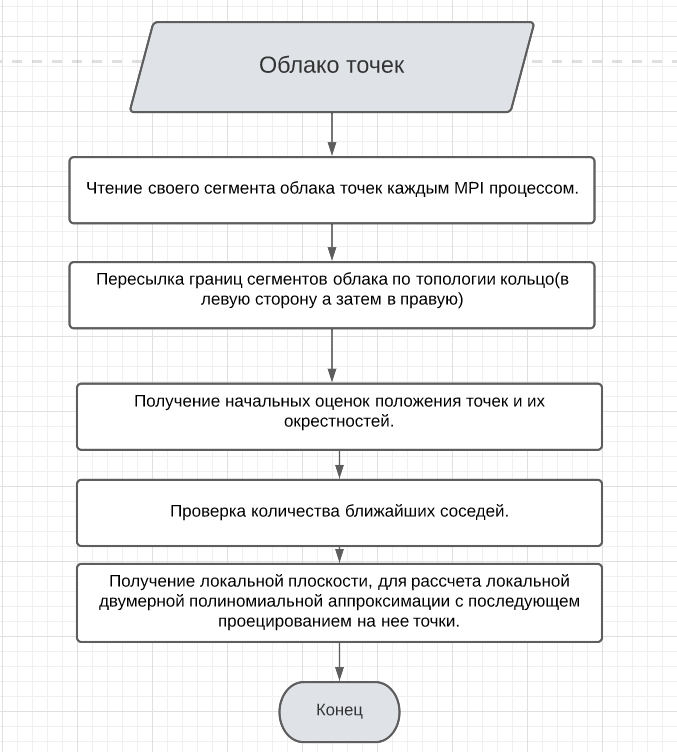 Облако точек
Чтение своего сегмента облака точек каждым MPI процессом.
Пересылка границ сегментов облака по топологии кольцо(в
левую сторону а затем в правую)
Получение начальных оценок положения точек и их
окрестностей.
Проверка количества ближайших соседей.
Получение локальной плоскости, для рассчета локальной
двумерной полиномиальной аппроксимации с последующем
проецированием на нее точки.
Конец